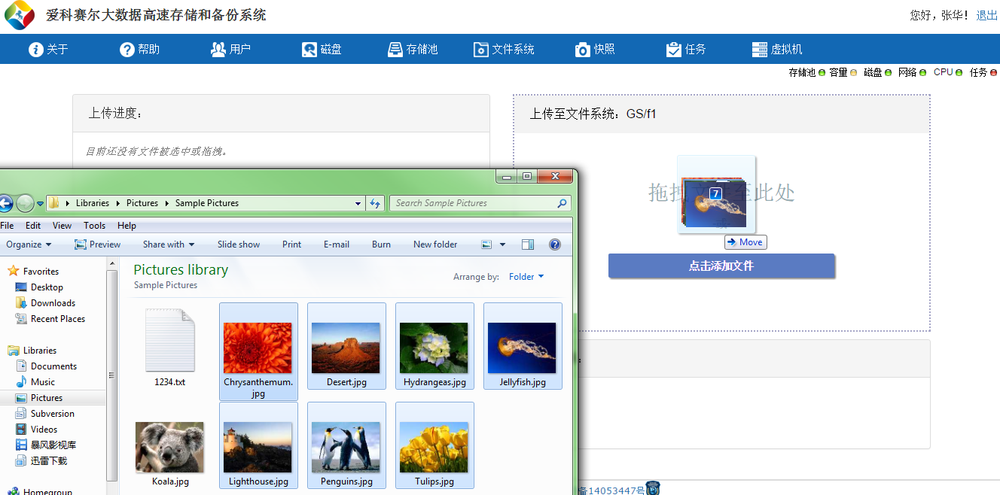 爱科赛尔大数据高速存储和备份系统
您好，张华！ 退出
关于 帮助 用户 磁盘 存储池 文件系统 快照 任务 虚拟机
存储池 容量 磁盘 网络 CPU 任务
上传进度：
目前还没有文件被选中或拖拽。
上传至文件系统：GS/f1
拖拽文件至此处
7
Move
点击添加文件
Libraries Pictures Sample Pictures
Search Sample Pictures
File Edit View Tools Help
Organize Preview Share with Slide show Print E-mail Burn New folder
Favorites
Desktop
Downloads
Recent Places
Libraries
Documents
Music
Pictures
Subversion
Videos
暴风影视库
迅雷下载
Homegroup
Pictures library
Sample Pictures
Arrange by: Folder
1234.txt
Chrysanthemum.
jpg
Desert.jpg
Hydrangeas.jpg
Jellyfish.jpg
Koala.jpg
Lighthouse.jpg
Penguins.jpg
Tulips.jpg
备14053447号